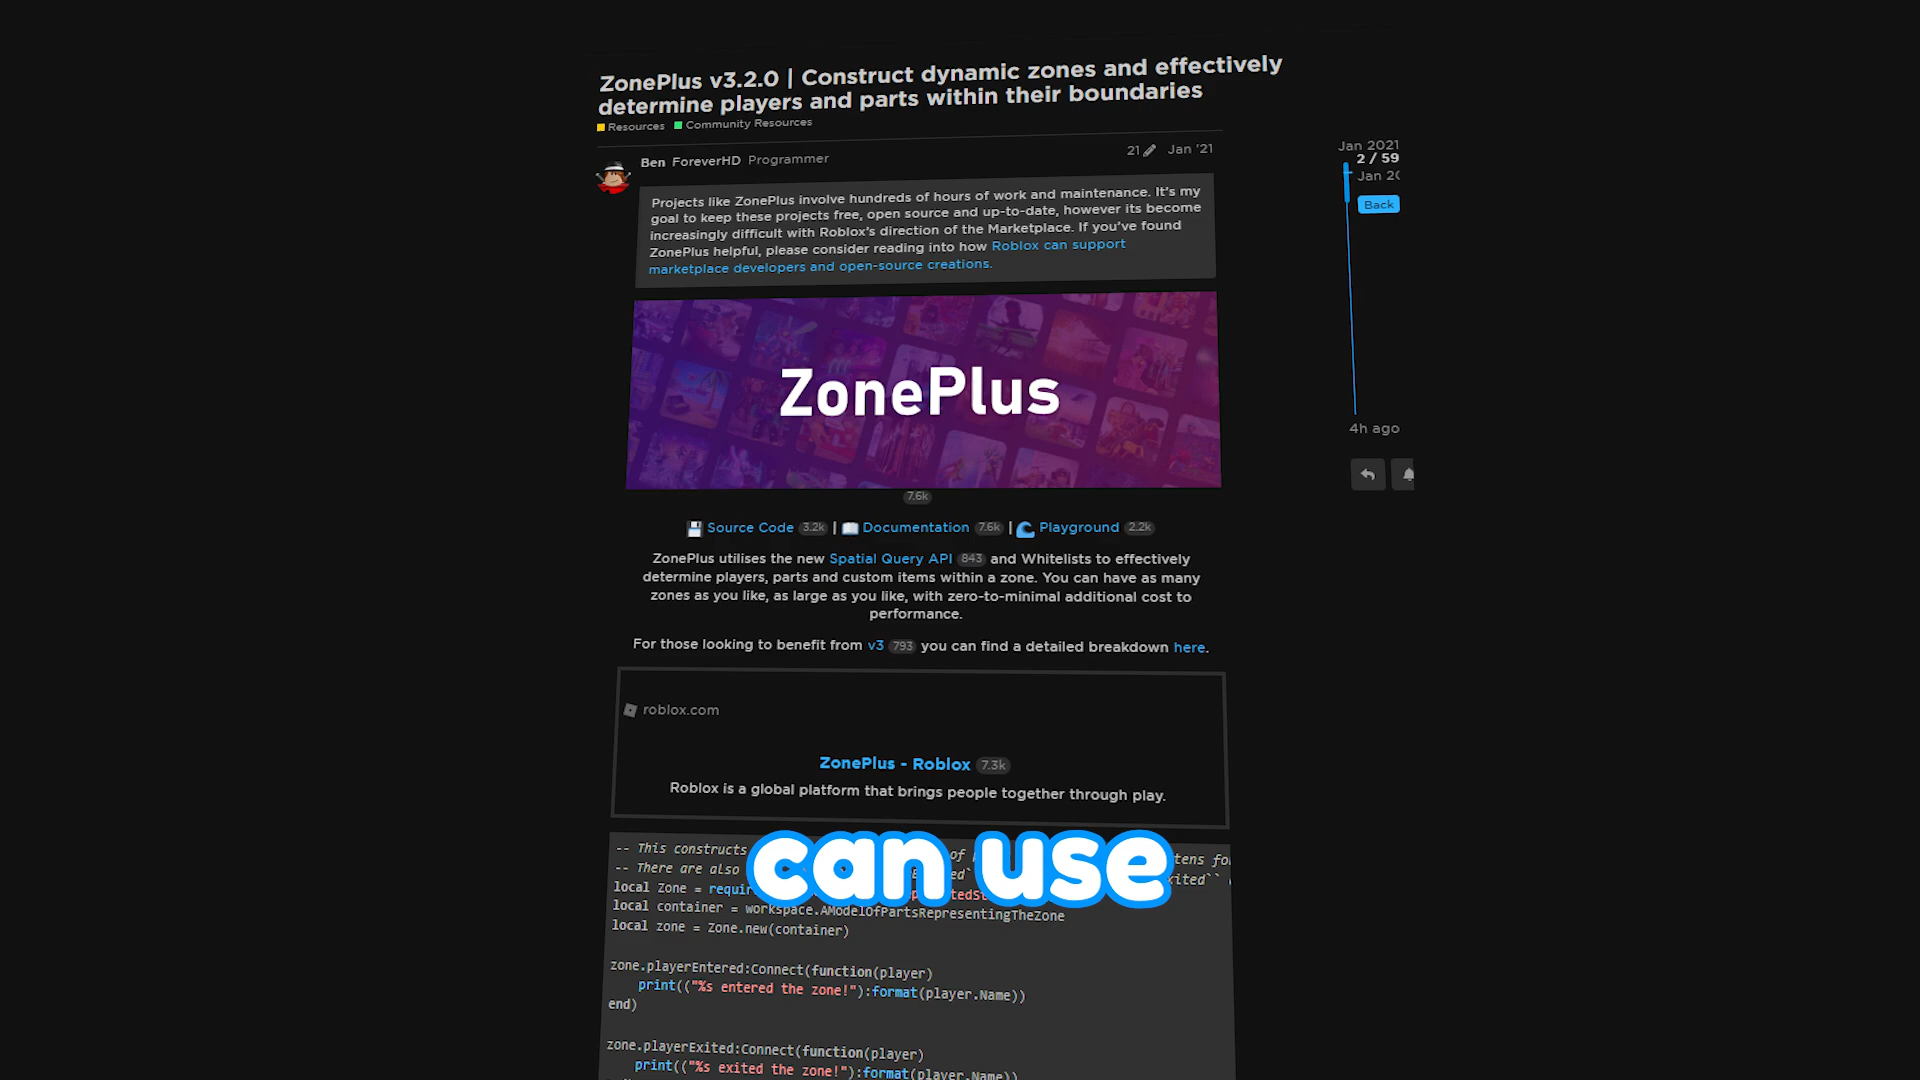 ZonePlus v3.2.0 | Construct dynamic zones and effectively
determine players and parts within their boundaries
Resources Community Resources
Ben ForeverHD Programmer
21 Jan '21
Projects like ZonePlus involve hundreds of hours of work and maintenance. It's my
goal to keep these projects free, open source and up-to-date, however its become
increasingly difficult with Roblox's direction of the Marketplace. If you've found
ZonePlus helpful, please consider reading into how Roblox can support
marketplace developers and open-source creations.
Jan 2021
2 / 59
Jan 20
Back
4h ago
ZonePlus
7.6k
Source Code 3.2k | Documentation 7.6k | Playground 2.2k
ZonePlus utilises the new Spatial Query API 843 and Whitelists to effectively
determine players, parts and custom items within a zone. You can have as many
zones as you like, as large as you like, with zero-to-minimal additional cost to
performance.
For those looking to benefit from v3 793 you can find a detailed breakdown here.
roblox.com
ZonePlus - Roblox 7.3k
Roblox is a global platform that brings people together through play.
-- This constructs of
-- There are also
local Zone = requir
local container = workspace.AModelOfPartsRepresentingTheZone
local zone = Zone.new(container)
can use
zone.playerEntered:Connect(function(player)
print(("%s entered the zone!"):format(player.Name))
end)
zone.playerExited:Connect(function(player)
print(("%s exited the zone!"):format(player.Name))